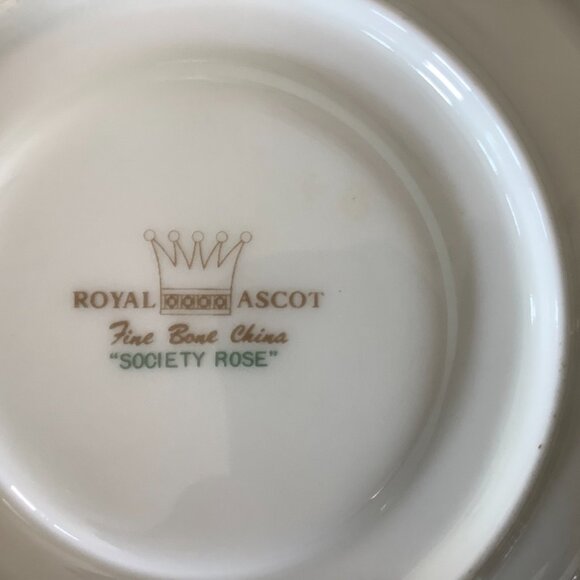 ROYAL ASCOT
Fine Bone China
"SOCIETY ROSE"